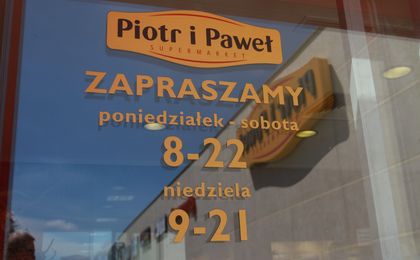 Piotr i Paweł
SUPERMARKET
ZAPRASZAMY
poniedziałek - sobota
8-22
niedziela
9-21